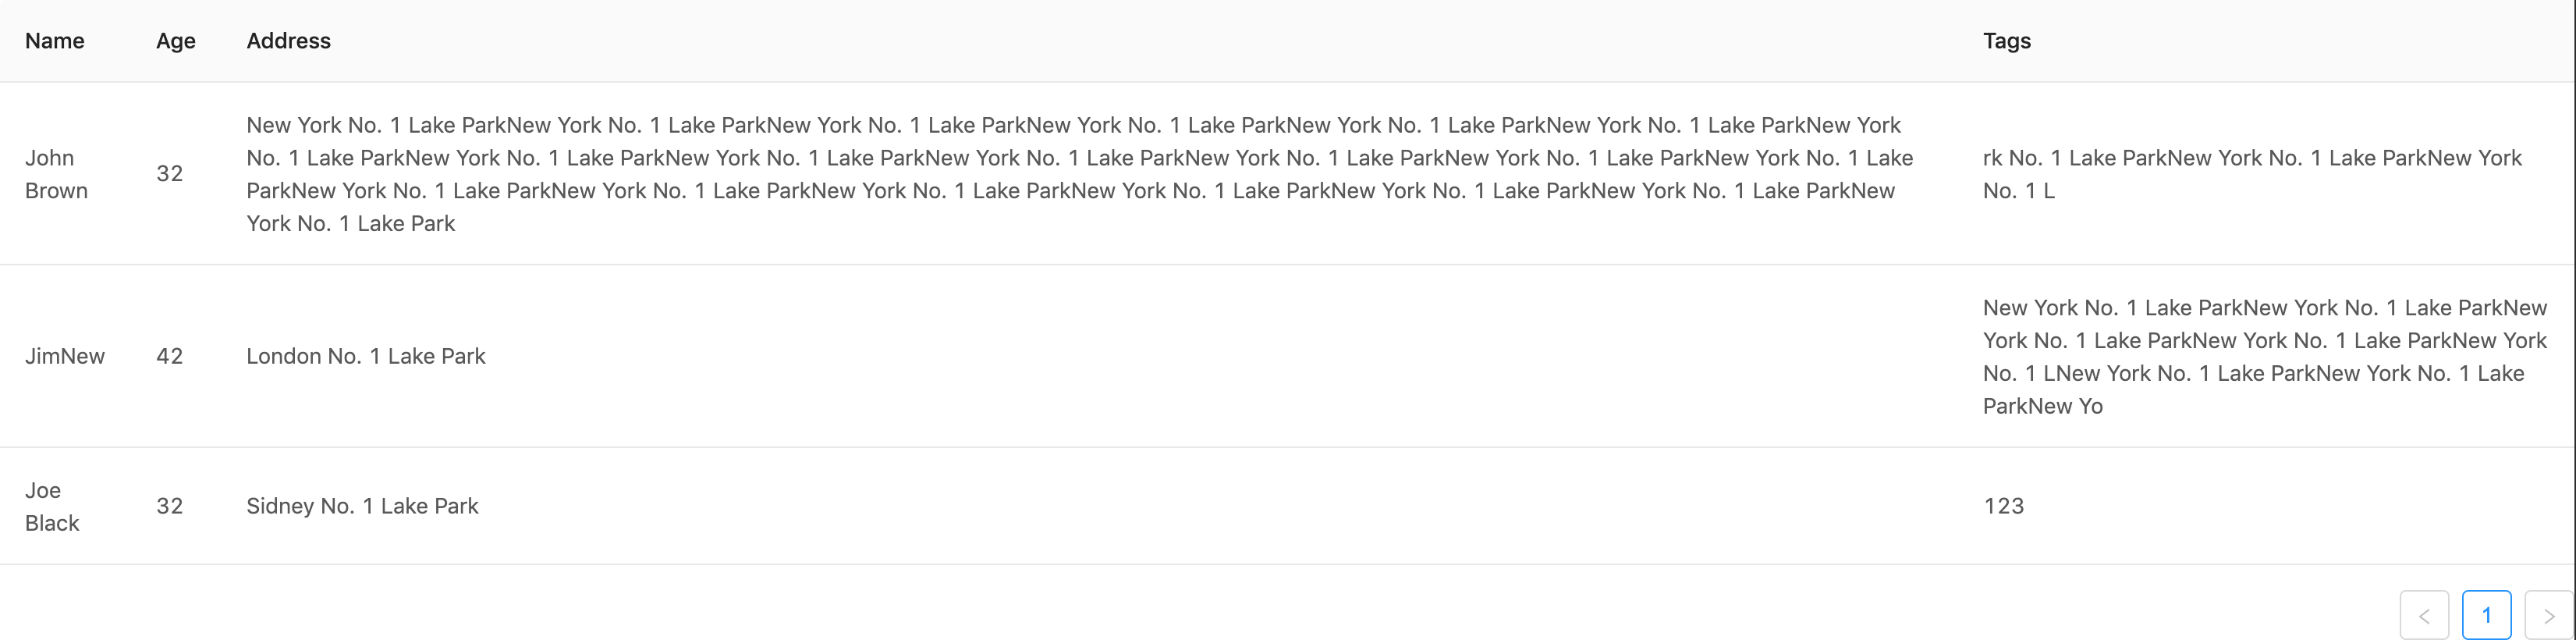 Name Age Address Tags
John Brown
32
New York No. 1 Lake ParkNew York No. 1 Lake ParkNew York No. 1 Lake ParkNew York No. 1 Lake ParkNew York No. 1 Lake ParkNew York No. 1 Lake ParkNew York
No. 1 Lake ParkNew York No. 1 Lake ParkNew York No. 1 Lake ParkNew York No. 1 Lake ParkNew York No. 1 Lake ParkNew York No. 1 Lake ParkNew York No. 1 Lake
ParkNew York No. 1 Lake ParkNew York No. 1 Lake ParkNew York No. 1 Lake ParkNew York No. 1 Lake ParkNew York No. 1 Lake ParkNew York No. 1 Lake ParkNew
York No. 1 Lake Park
rk No. 1 Lake ParkNew York No. 1 Lake ParkNew York
No. 1 L
JimNew
42
London No. 1 Lake Park
New York No. 1 Lake ParkNew York No. 1 Lake ParkNew
York No. 1 Lake ParkNew York No. 1 Lake ParkNew York
No. 1 LNew York No. 1 Lake ParkNew York No. 1 Lake
ParkNew Yo
Joe
Black
32
Sidney No. 1 Lake Park
123
< 1 >